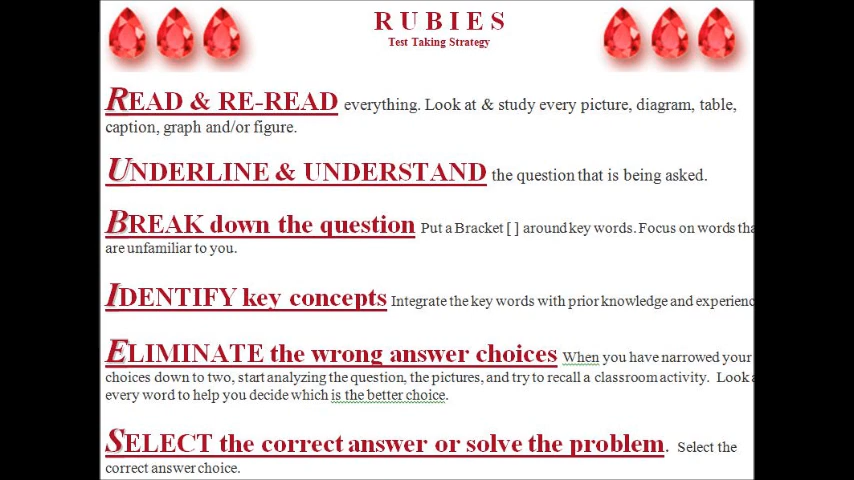 R U B I E S
Test Taking Strategy
READ & RE-READ everything. Look at & study every picture, diagram, table,
caption, graph and/or figure.
UNDERLINE & UNDERSTAND the question that is being asked.
BREAK down the question Put a Bracket [ ] around key words. Focus on words tha
are unfamiliar to you.
IDENTIFY key concepts Integrate the key words with prior knowledge and experienc
ELIMINATE the wrong answer choices When you have narrowed your
choices down to two, start analyzing the question, the pictures, and try to recall a classroom activity. Look a
every word to help you decide which is the better choice.
SELECT the correct answer or solve the problem. Select the
correct answer choice.